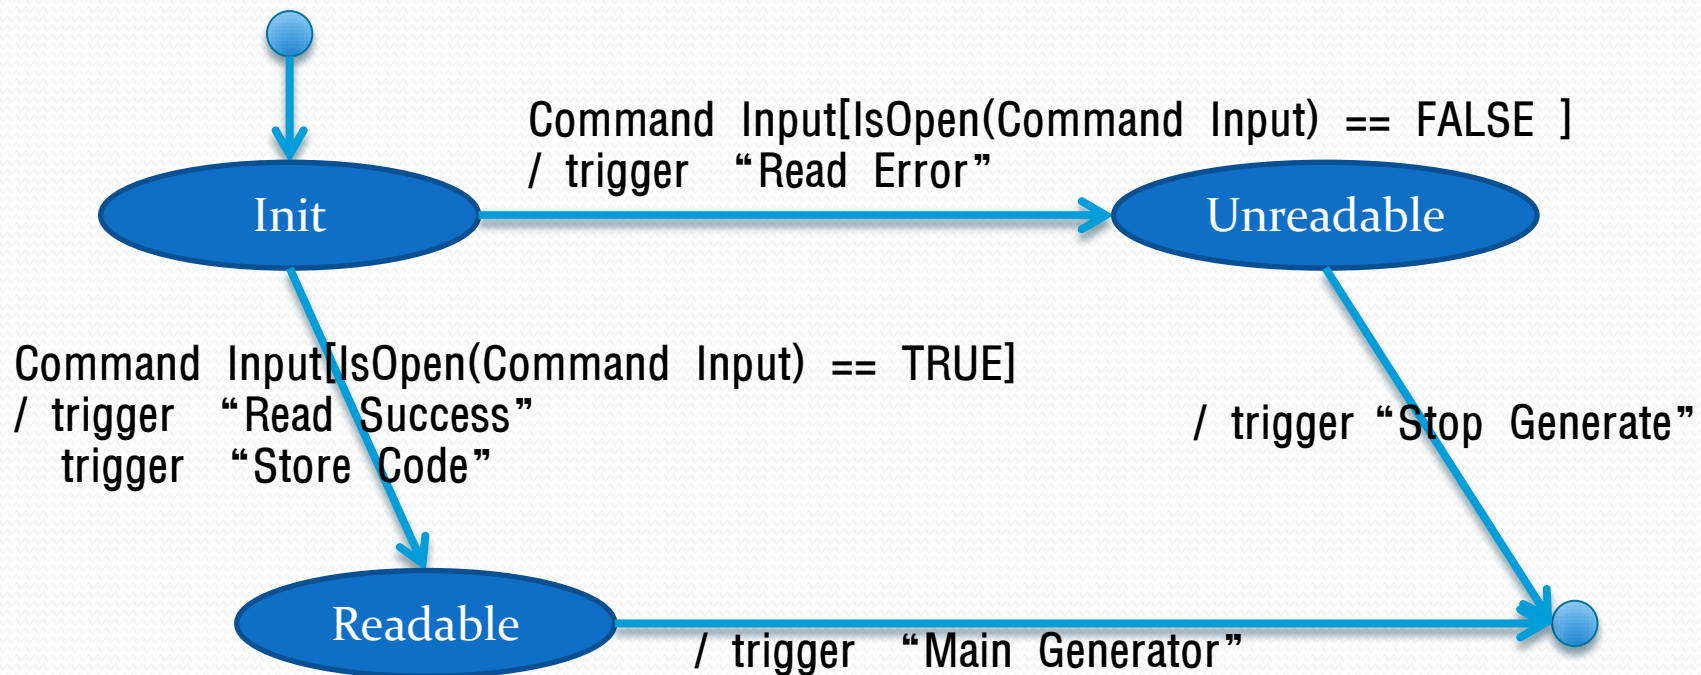 Command Input[IsOpen(Command Input) == FALSE ]
/ trigger “Read Error”
Init
Unreadable
Command Input[IsOpen(Command Input) == TRUE]
/ trigger “Read Success”
trigger “Store Code”
/ trigger “Stop Generate”
Readable
/ trigger “Main Generator”